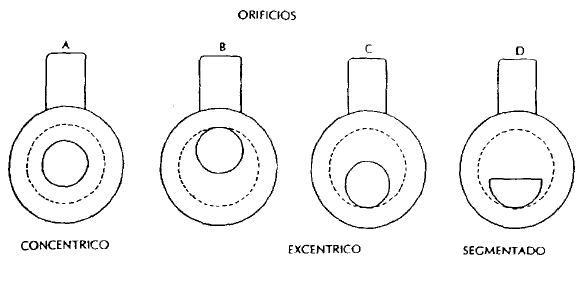 ORIFICIOS
A B C D
CONCENTRICO EXCENTRICO SEGMENTADO